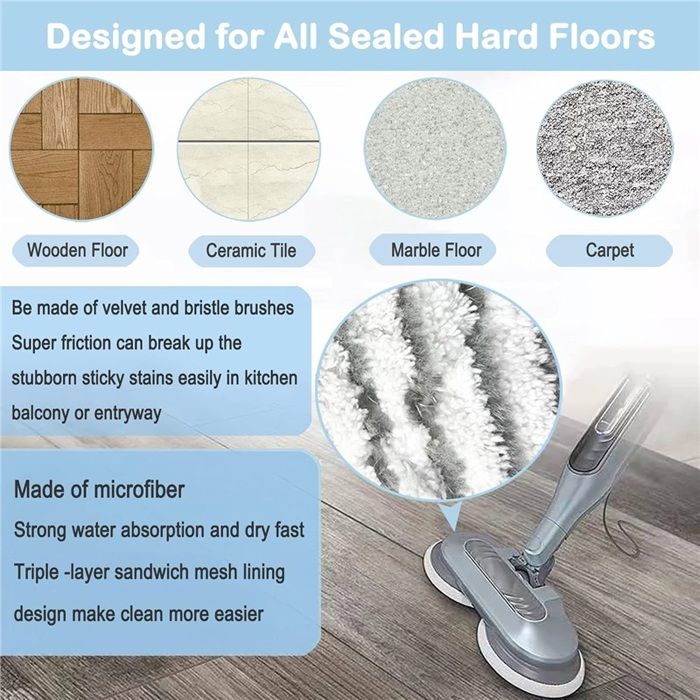 Designed for All Sealed Hard Floors
Wooden Floor
Ceramic Tile
Marble Floor
Carpet
Be made of velvet and bristle brushes
Super friction can break up the
stubborn sticky stains easily in kitchen
balcony or entryway
Made of microfiber
Strong water absorption and dry fast
Triple -layer sandwich mesh lining
design make clean more easier